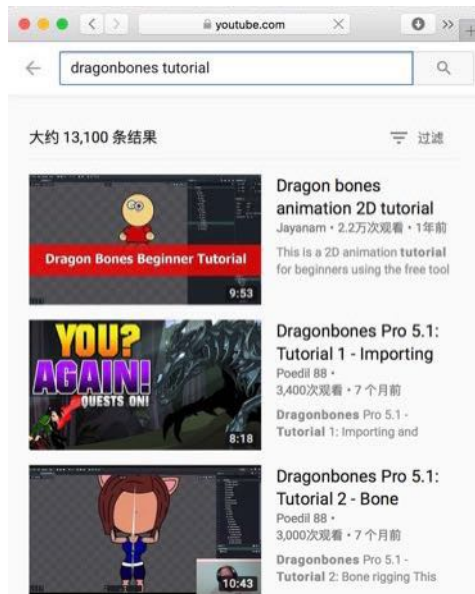 youtube.com
dragonbones tutorial
大约 13,100 条结果
过滤
Dragon Bones Beginner Tutorial
9:53
Dragon bones
animation 2D tutorial
Jayanam • 2.2万次观看 • 1年前
This is a 2D animation tutorial
for beginners using the free tool
YOU?
AGAIN!
QUESTS ON!
8:18
Dragonbones Pro 5.1:
Tutorial 1 - Importing
Poedil 88 •
3,400次观看 • 7 个月前
Dragonbones Pro 5.1 -
Tutorial 1: Importing and
10:43
Dragonbones Pro 5.1:
Tutorial 2 - Bone
Poedil 88 •
3,000次观看 • 7 个月前
Dragonbones Pro 5.1 -
Tutorial 2: Bone rigging This